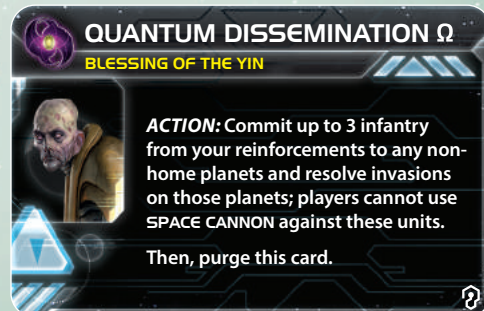 QUANTUM DISSEMINATION Ω
BLESSING OF THE YIN
ACTION: Commit up to 3 infantry
from your reinforcements to any non-
home planets and resolve invasions
on those planets; players cannot use
SPACE CANNON against these units.
Then, purge this card.